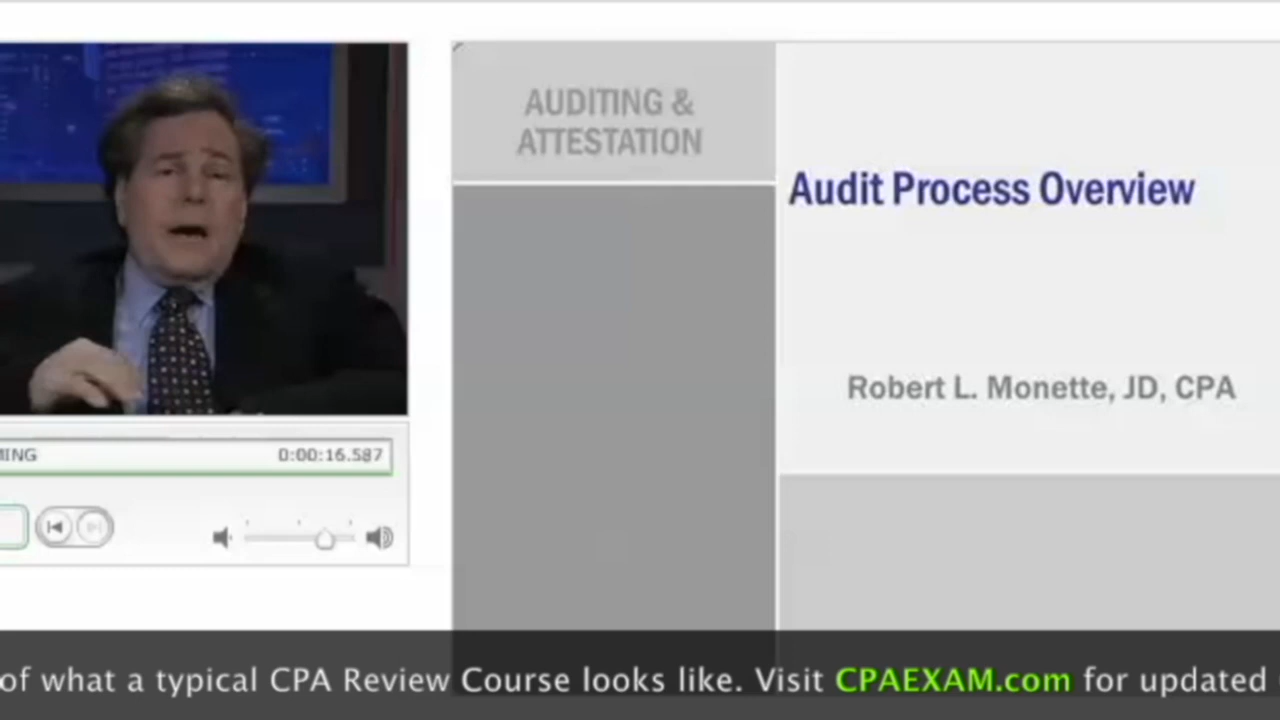 AUDITING &
ATTESTATION
Audit Process Overview
Robert L. Monette, JD, CPA
MING 0:00:16.587
of what a typical CPA Review Course looks like. Visit CPAEXAM.com for updated